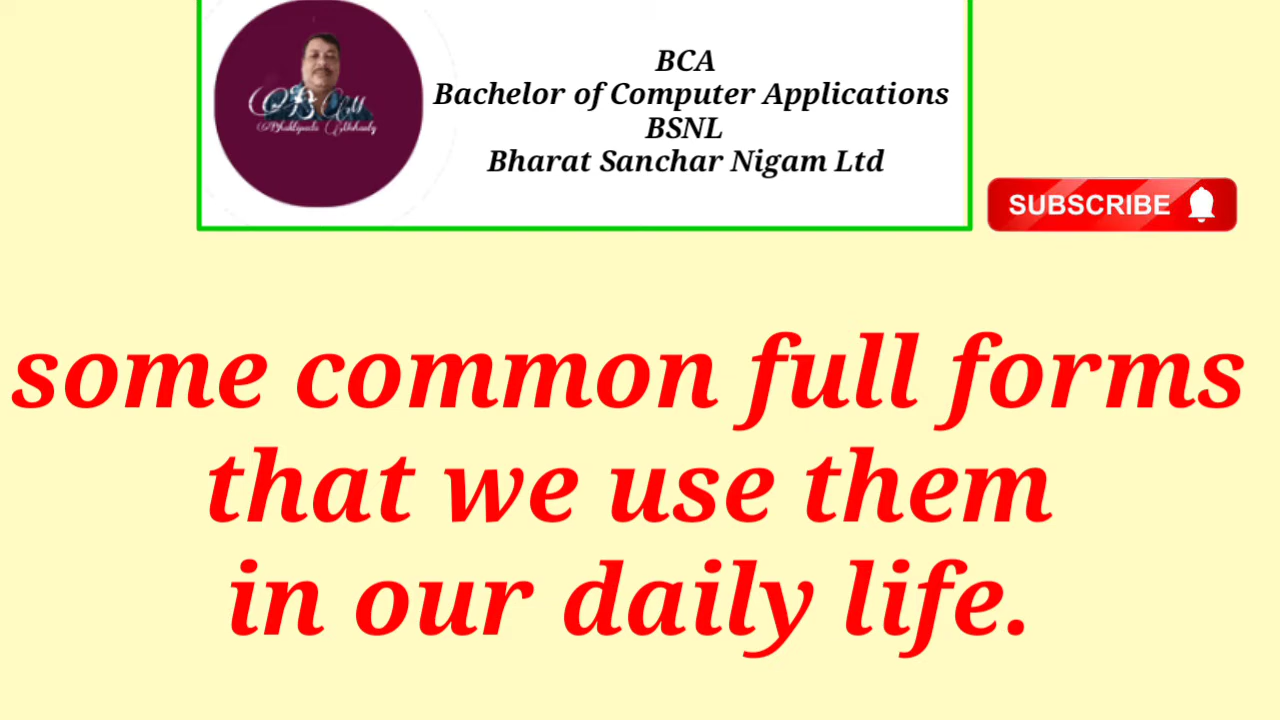 BCA
Bachelor of Computer Applications
BSNL
Bharat Sanchar Nigam Ltd
SUBSCRIBE
some common full forms
that we use them
in our daily life.